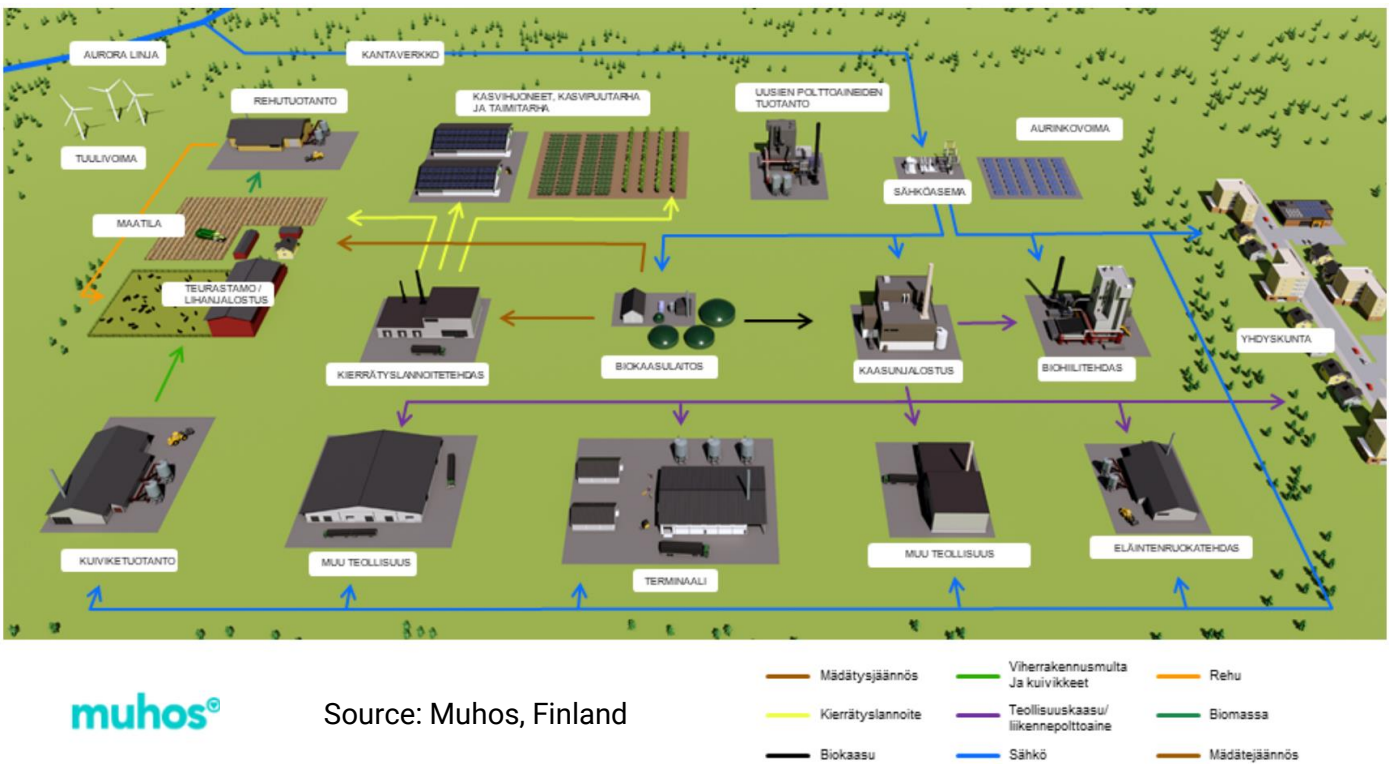 AURORA LINJA
KANTAVERKKO
REHUTUOTANTO
KASVIHUONEET, KASVIPUUTARHA
JA TAIMITARHA
UUSIEN POLTTOAINEIDEN
TUOTANTO
AURINKOVOIMA
TUULIVOIMA
SÄHKÖASEMA
MAATILA
TEURASTAMO /
LIHANJALOSTUS
YHDYSKUNTA
KIERRÄTYSLANNOITETEHDAS
BIOKAASULAITOS
KAASUNJALOSTUS
BIOHIILITEHDAS
KUIVIKETUOTANTO
MUU TEOLLISUUS
TERMINAALI
MUU TEOLLISUUS
ELÄINTENRUOKATEHDAS
muhos
Source: Muhos, Finland
Mädätysjäännös
Kierrätyslannoite
Biokaasu
Viherrakennusmulta
Ja kuivikkeet
Teollisuuskaasu/
liikennepolttoaine
Sähkö
Rehu
Biomassa
Mädätejäännös